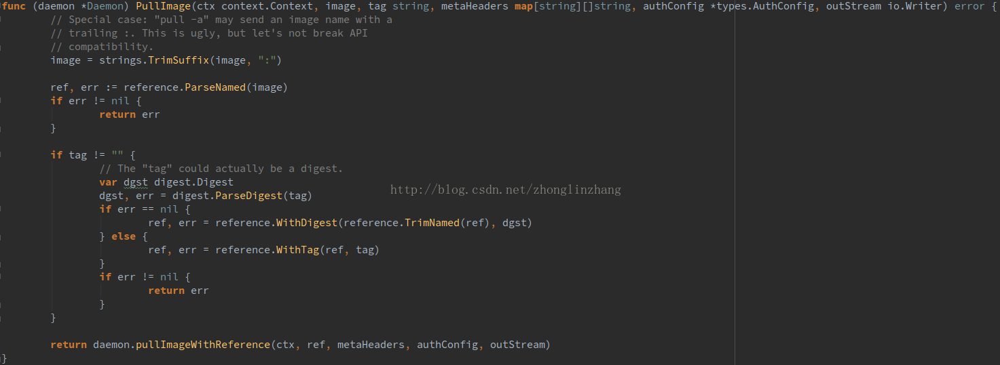 func (daemon *Daemon) PullImage(ctx context.Context, image, tag string, metaHeaders map[string][]string, authConfig *types.AuthConfig, outStream io.Writer) error {
// Special case: "pull -a" may send an image name with a
// trailing :. This is ugly, but let's not break API
// compatibility.
image = strings.TrimSuffix(image, ":")
ref, err := reference.ParseNamed(image)
if err != nil {
return err
}
if tag != "" {
// The "tag" could actually be a digest.
var dgst digest.Digest
http://blog.csdn.net/zhonglinzhang
dgst, err = digest.ParseDigest(tag)
if err == nil {
ref, err = reference.WithDigest(reference.TrimNamed(ref), dgst)
} else {
ref, err = reference.WithTag(ref, tag)
}
if err != nil {
return err
}
}
return daemon.pullImageWithReference(ctx, ref, metaHeaders, authConfig, outStream)
}